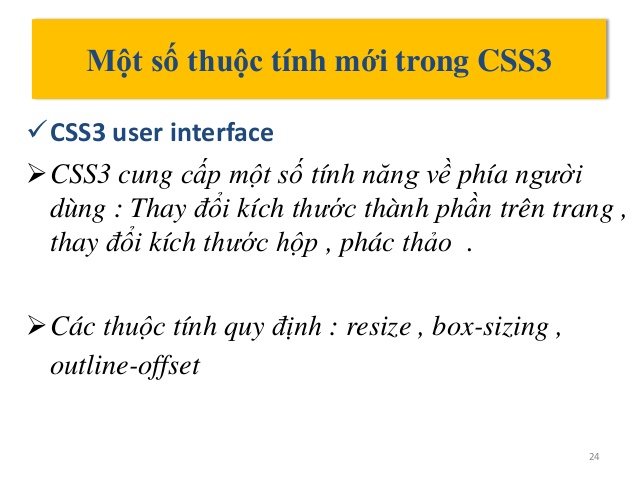 Một số thuộc tính mới trong CSS3
✓CSS3 user interface
➢CSS3 cung cấp một số tính năng về phía người
dùng : Thay đổi kích thước thành phần trên trang ,
thay đổi kích thước hộp , phác thảo .
➢Các thuộc tính quy định : resize , box-sizing ,
outline-offset
24